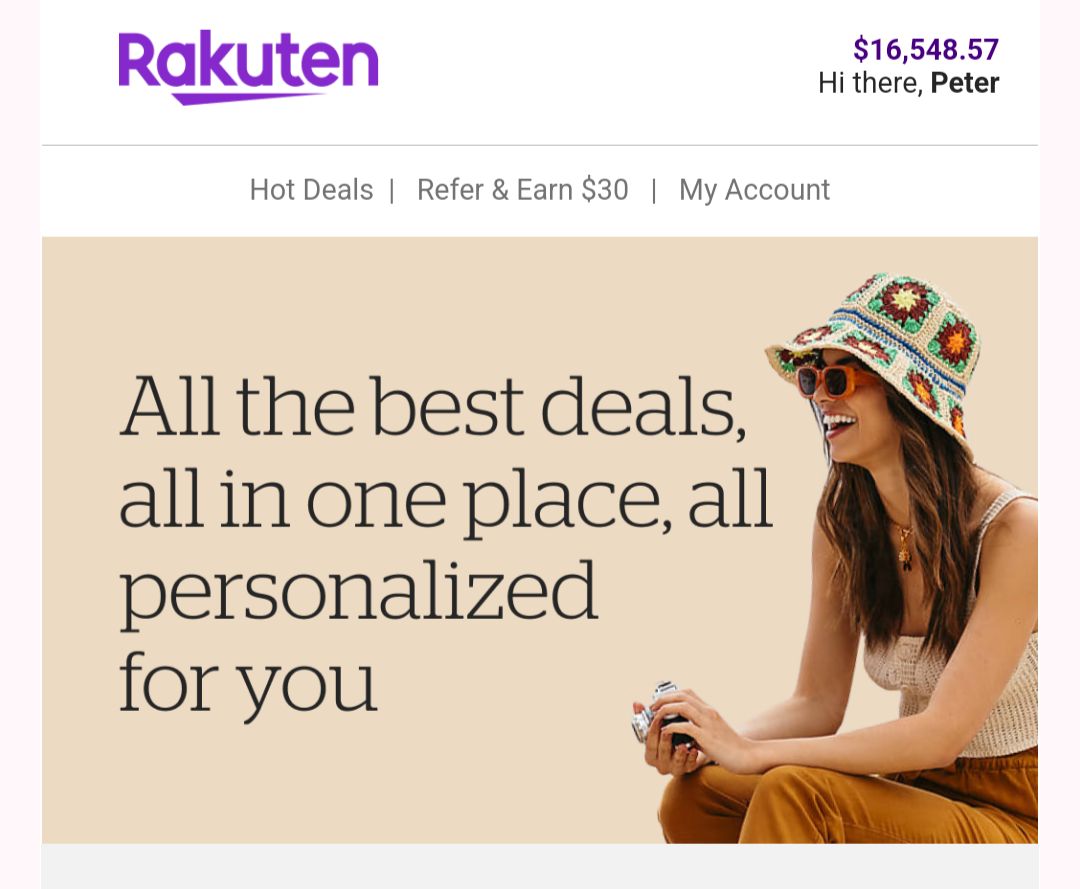 Rakuten
$16,548.57
Hi there, Peter
Hot Deals | Refer & Earn $30 | My Account
All the best deals,
all in one place, all
personalized
for you